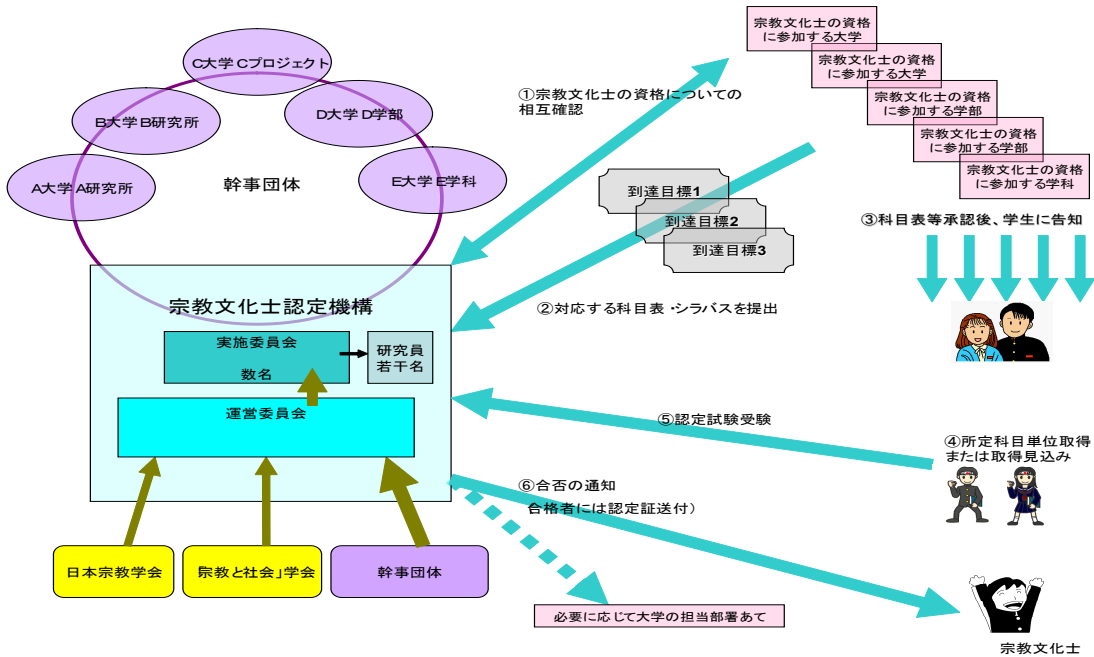 C大学Cプロジェクト
B大学B研究所
D大学D学部
A大学A研究所
E大学E学科
幹事団体
宗教文化士の資格
に参加する大学
宗教文化士の資格
に参加する大学
宗教文化士の資格
に参加する学部
宗教文化士の資格
に参加する学部
宗教文化士の資格
に参加する学科
①宗教文化士の資格についての
相互確認
到達目標1
到達目標2
到達目標3
②対応する科目表・シラバスを提出
③科目表等承認後、学生に告知
宗教文化士認定機構
実施委員会
数名
研究員
若干名
運営委員会
⑤認定試験受験
④所定科目単位取得
または取得見込み
⑥合否の通知
合格者には認定証送付）
日本宗教学会
「宗教と社会」学会
幹事団体
必要に応じて大学の担当部署あて
宗教文化士